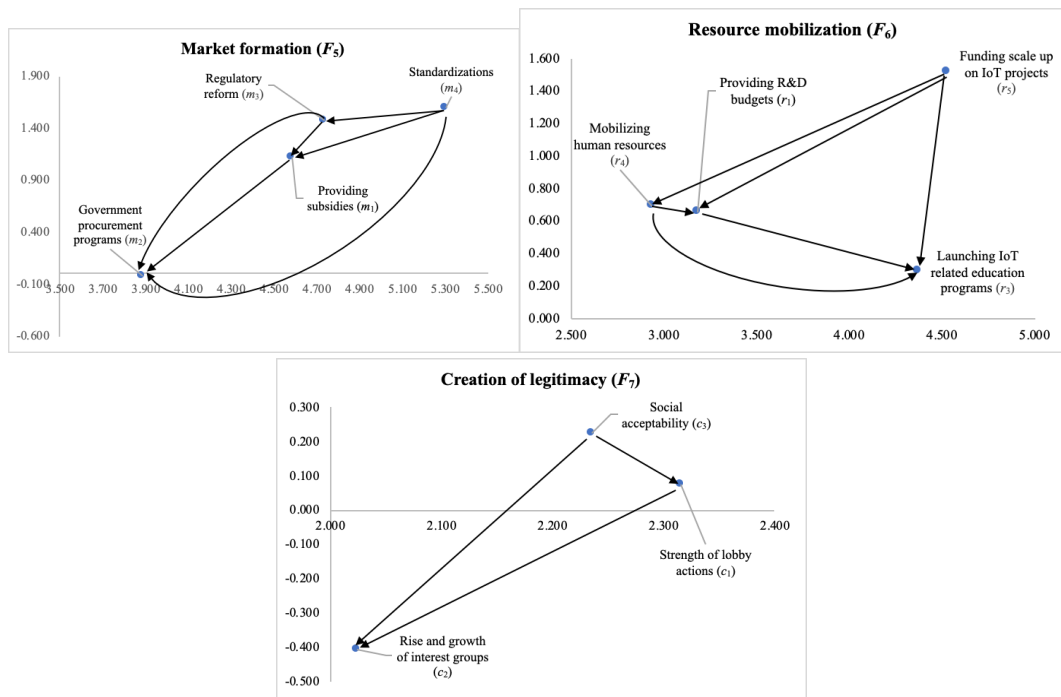 Market formation (F5)
1.900
1.400
0.900
0.400
-0.100
-0.600
3.500
3.700
3.900
4.100
4.300
4.500
4.700
4.900
5.100
5.300
5.500
Regulatory
reform (m3)
Standardizations
(m4)
Providing
subsidies (m1)
Government
procurement
programs (m2)
Resource mobilization (F6)
1.600
1.400
1.200
1.000
0.800
0.600
0.400
0.200
0.000
2.500
3.000
3.500
4.000
4.500
5.000
Funding scale up
on IoT projects
(r5)
Providing R&D
budgets (r1)
Mobilizing
human resources
(r4)
Launching IoT
related education
programs (r3)
Creation of legitimacy (F7)
0.300
0.200
0.100
0.000
-0.100
-0.200
-0.300
-0.400
-0.500
2.000
2.100
2.200
2.300
2.400
Social
acceptability (c3)
Strength of lobby
actions (c1)
Rise and growth
of interest groups
(c2)